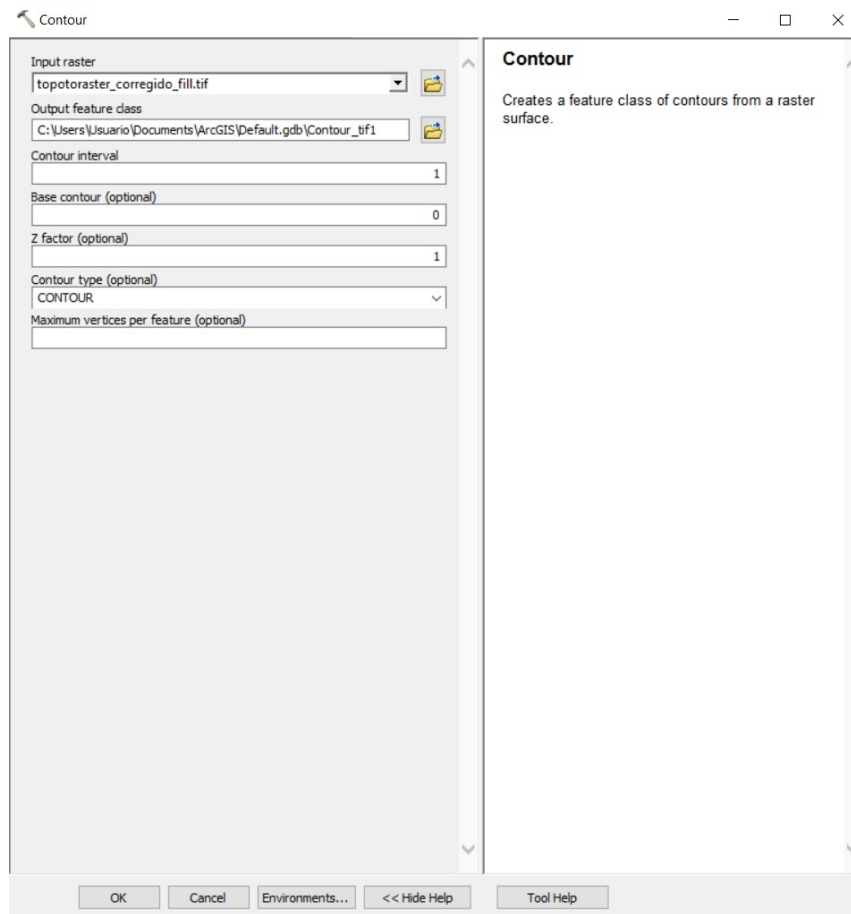 Contour
Input raster
topotoraster_corregido_fill.tif
Output feature class
C:\Users\Usuario\Documents\ArcGIS\Default.gdb\Contour_tif1
Contour interval
1
Base contour (optional)
0
Z factor (optional)
1
Contour type (optional)
CONTOUR
Maximum vertices per feature (optional)
Contour
Creates a feature class of contours from a raster
surface.
OK
Cancel
Environments...
<< Hide Help
Tool Help